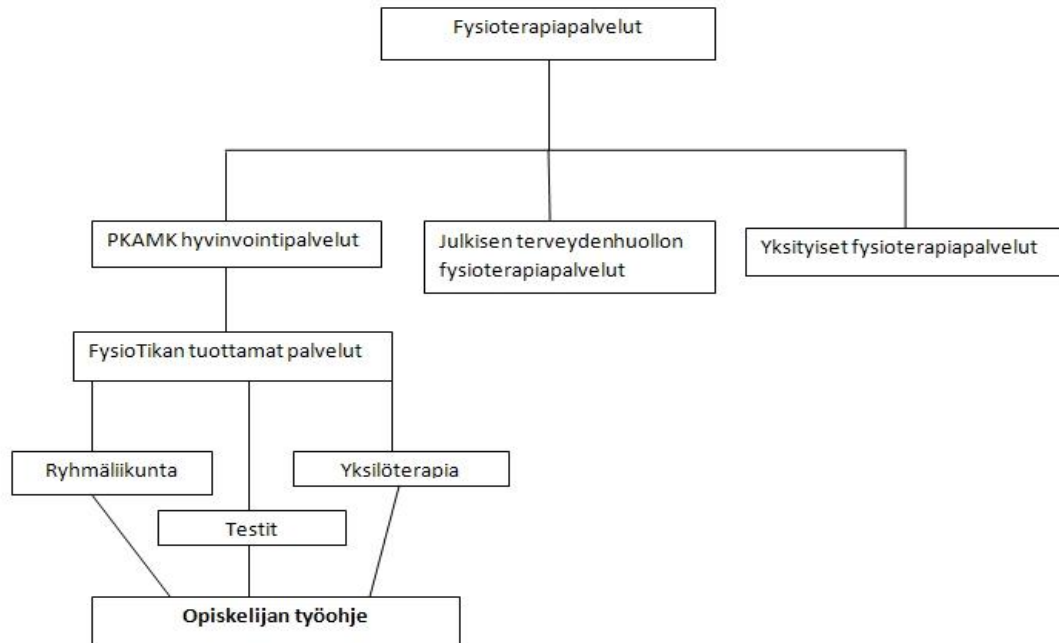 Fysioterapiapalvelut
PKAMK hyvinvointipalvelut
Julkisen terveydenhuollon
fysioterapiapalvelut
Yksityiset fysioterapiapalvelut
FysioTikan tuottamat palvelut
Ryhmäliikunta
Yksilöterapia
Testit
Opiskelijan työohje